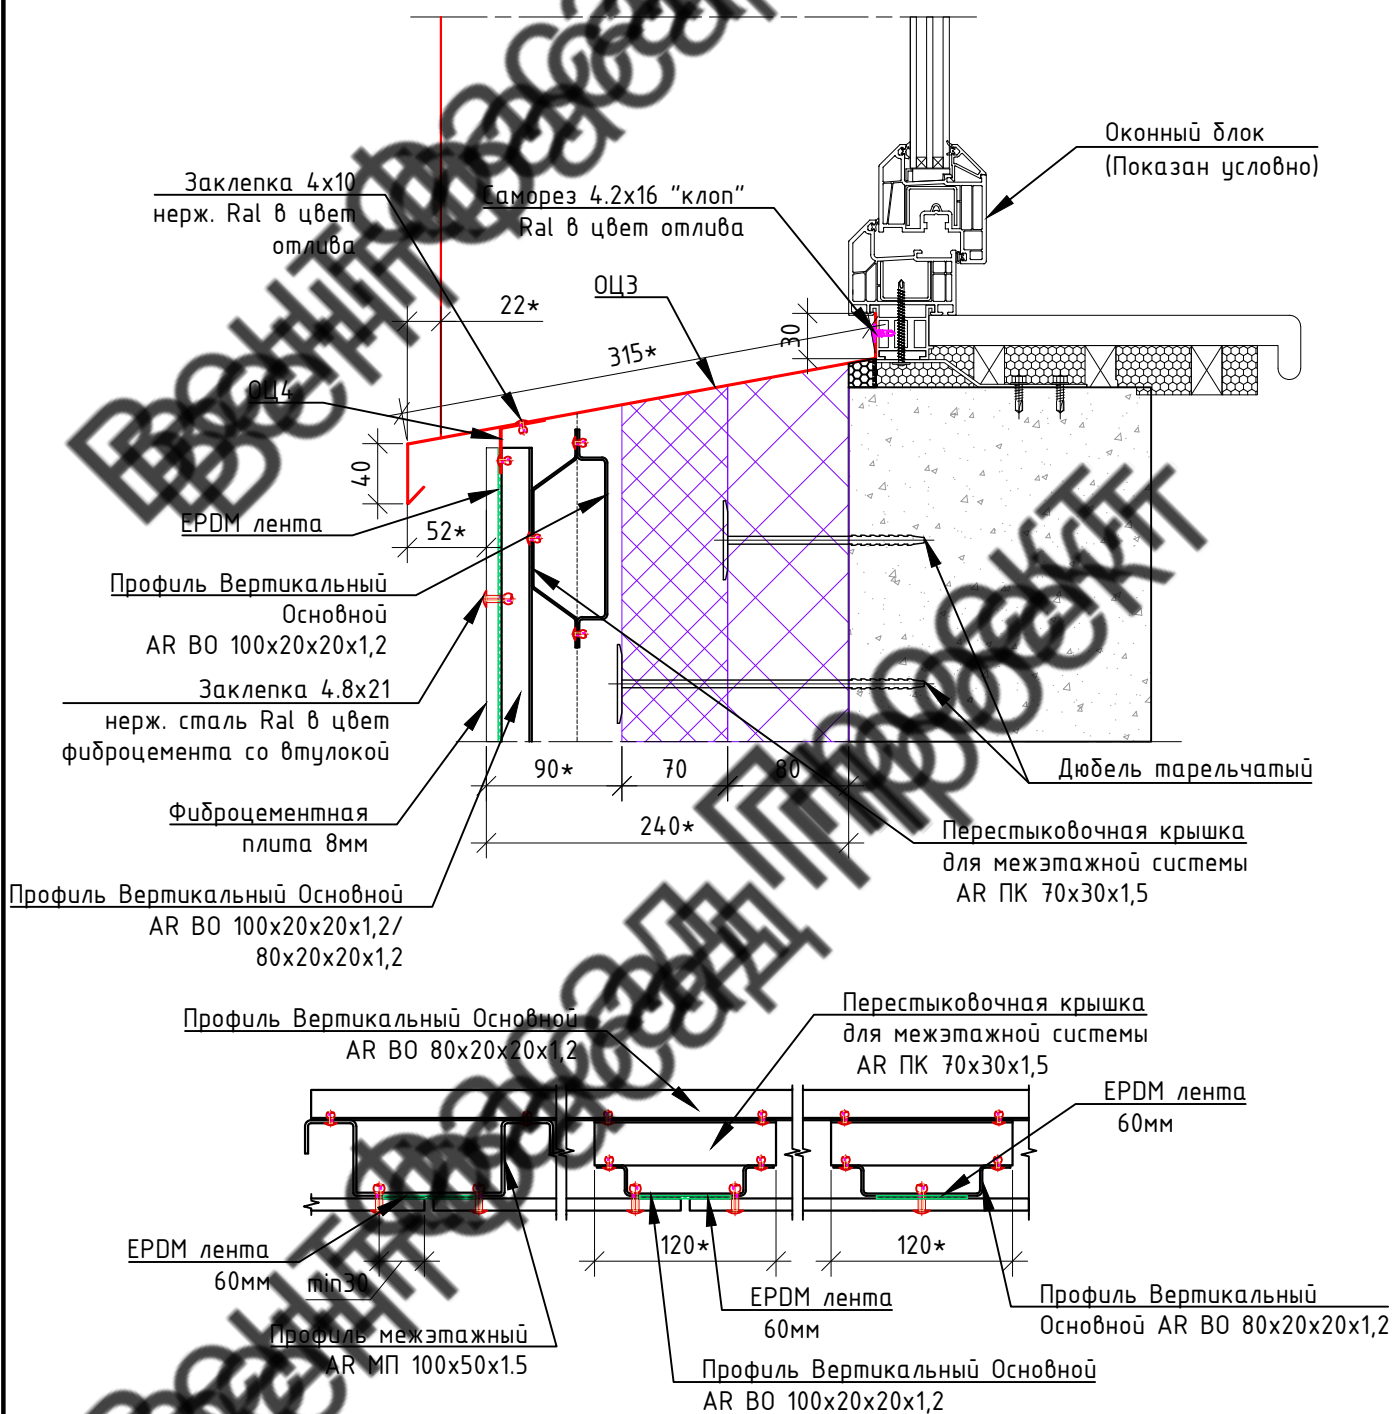 Оконный блок
(Показан условно)
Заклепка 4х10
нерж. Ral в цвет
отлива
Саморез 4.2х16 "клоп"
Ral в цвет отлива
ОЦ3
22*
315*
30
ОЦ4
40
EPDM лента
52*
Профиль Вертикальный
Основной
AR ВО 100х20х20х1,2
Заклепка 4.8х21
нерж. сталь Ral в цвет
фиброцемента со втулокой
90*
70
80
Дюбель тарельчатый
240*
Фиброцементная
плита 8мм
Перестыковочная крышка
для межэтажной системы
AR ПК 70х30х1,5
Профиль Вертикальный Основной
AR ВО 100х20х20х1,2/
80х20х20х1,2
Профиль Вертикальный Основной
AR ВО 80х20х20х1,2
Перестыковочная крышка
для межэтажной системы
AR ПК 70х30х1,5
EPDM лента
60мм
EPDM лента
60мм
min30
120*
120*
EPDM лента
60мм
Профиль Вертикальный
Основной AR ВО 80х20х20х1,2
Профиль межэтажный
AR МП 100х50х1.5
Профиль Вертикальный Основной
AR ВО 100х20х20х1,2
ВентФасад Проект